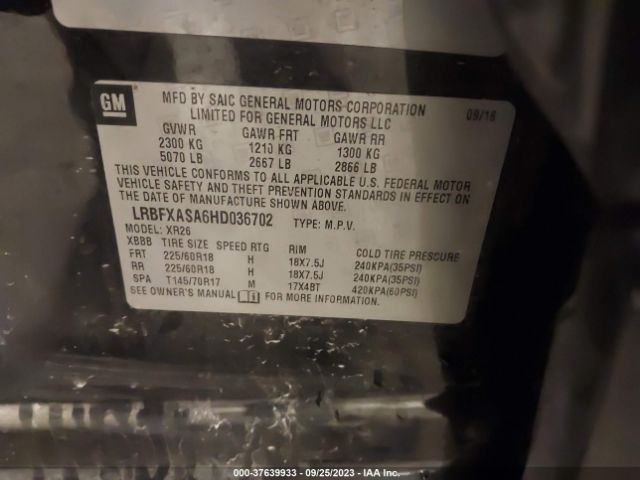 GM
MFD BY SAIC GENERAL MOTORS CORPORATION
LIMITED FOR GENERAL MOTORS LLC
09/16
GVWR GAWR FRT GAWR RR
2300 KG 1210 KG 1300 KG
5070 LB 2667 LB 2866 LB
THIS VEHICLE CONFORMS TO ALL APPLICABLE U.S. FEDERAL MOTOR
VEHICLE SAFETY AND THEFT PREVENTION STANDARDS IN EFFECT ON
THE DATE OF MANUFACTURE SHOWN ABOVE.
LRBFXASA6HD036702 TYPE: M.P.V.
MODEL: XR26
XBBB TIRE SIZE SPEED RTG RIM COLD TIRE PRESSURE
FRT 225/60R18 H 18X7.5J 240KPA(35PSI)
RR 225/60R18 H 18X7.5J 240KPA(35PSI)
SPA T145/70R17 M 17X4BT 420KPA(60PSI)
SEE OWNER'S MANUAL FOR MORE INFORMATION
000-37639933 - 09/25/2023 - IAA Inc.